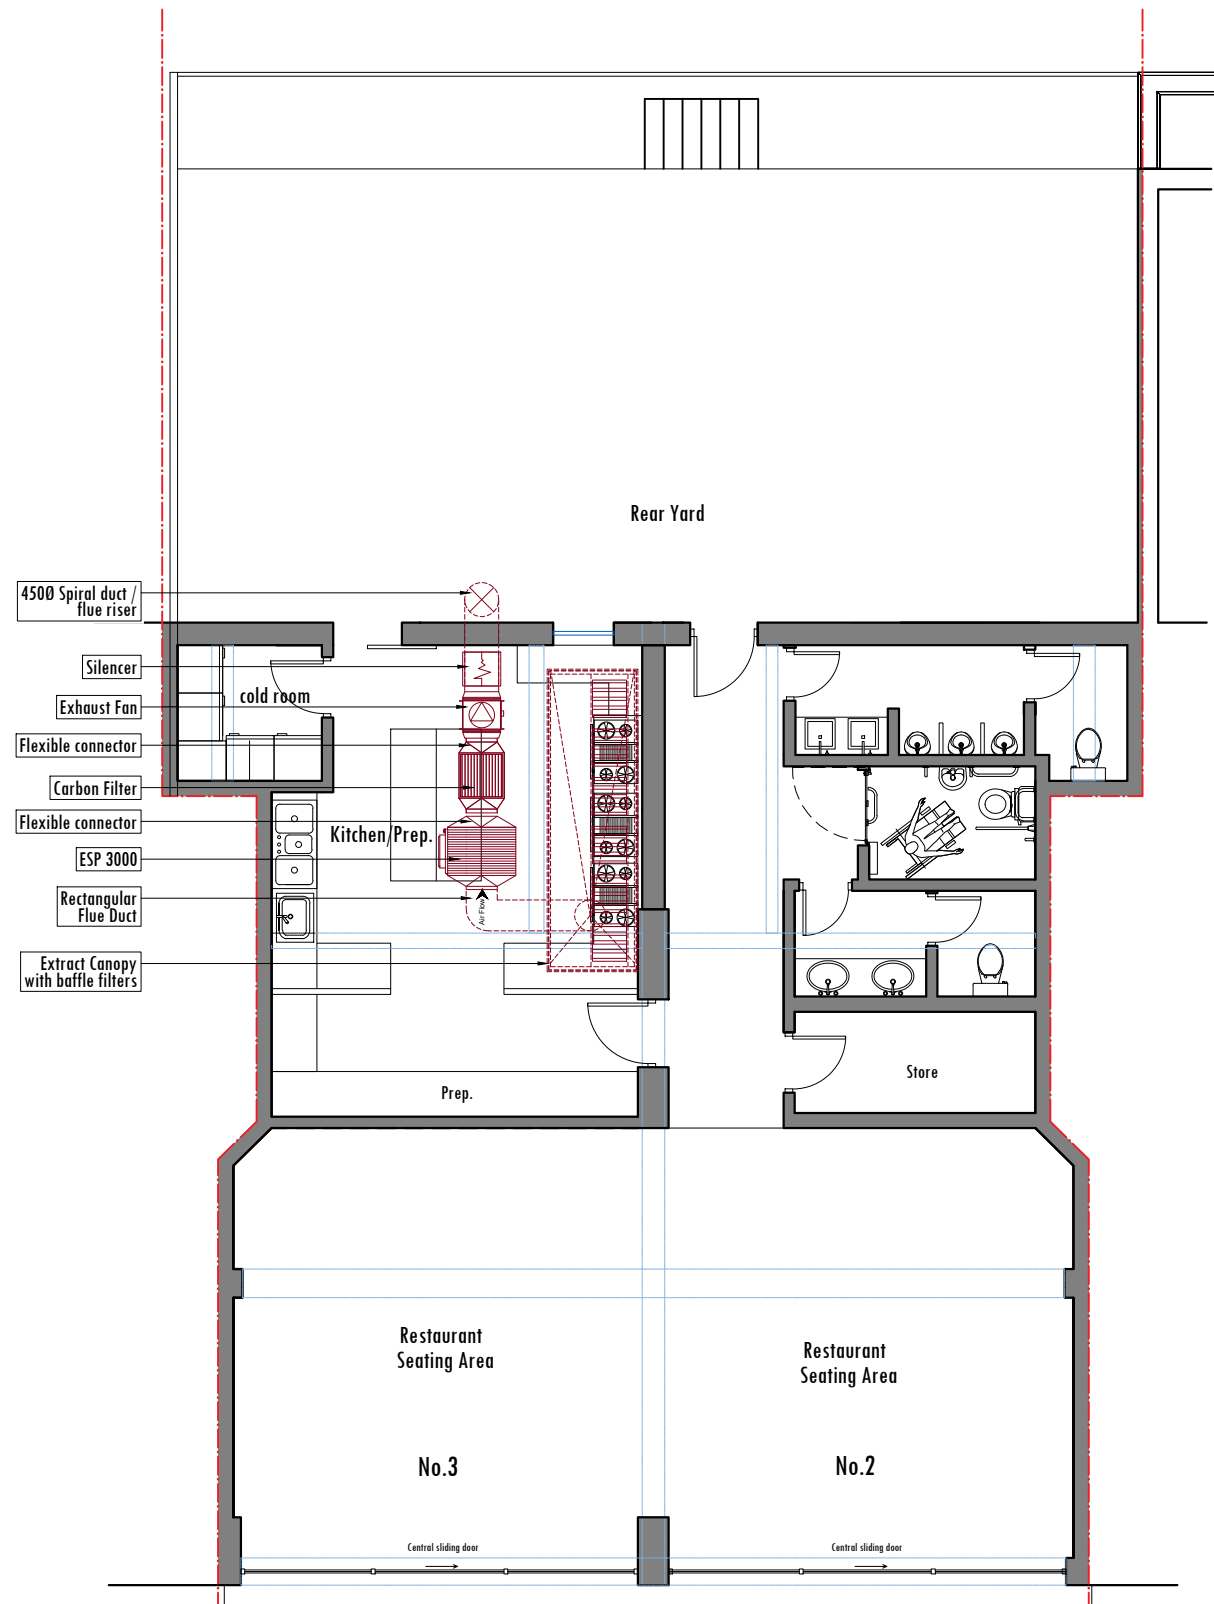 Rear Yard
450Ø Spiral duct /
flue riser
Silencer
cold room
Exhaust Fan
Flexible connector
Carbon Filter
Flexible connector
Kitchen/Prep.
ESP 3000
Rectangular
Flue Duct
Air Flow
Extract Canopy
with baffle filters
Store
Prep.
Restaurant
Seating Area
Restaurant
Seating Area
No.3
No.2
Central sliding door
Central sliding door